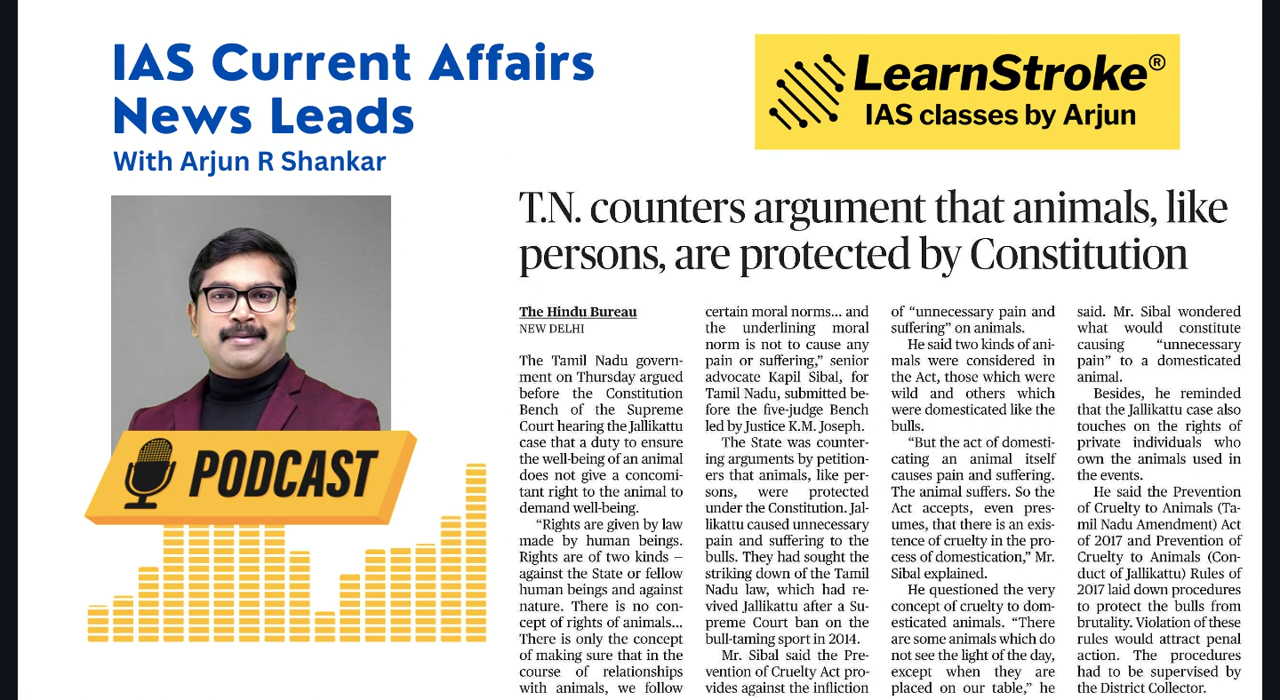 IAS Current Affairs
News Leads
With Arjun R Shankar
LearnStroke®
IAS classes by Arjun
PODCAST
T.N. counters argument that animals, like
persons, are protected by Constitution
The Hindu Bureau
NEW DELHI
The Tamil Nadu govern-
ment on Thursday argued
before the Constitution
Bench of the Supreme
Court hearing the Jallikattu
case that a duty to ensure
the well-being of an animal
does not give a concomi-
tant right to the animal to
demand well-being.
“Rights are given by law
made by human beings.
Rights are of two kinds –
against the State or fellow
human beings and against
nature. There is no con-
cept of rights of animals...
There is only the concept
of making sure that in the
course of relationships
with animals, we follow
certain moral norms... and
the underlining moral
norm is not to cause any
pain or suffering,” senior
advocate Kapil Sibal, for
Tamil Nadu, submitted be-
fore the five-judge Bench
led by Justice K.M. Joseph.
The State was counter-
ing arguments by petition-
ers that animals, like per-
sons, were protected
under the Constitution. Jal-
likattu caused unnecessary
pain and suffering to the
bulls. They had sought the
striking down of the Tamil
Nadu law, which had re-
vived Jallikattu after a Su-
preme Court ban on the
bull-taming sport in 2014.
Mr. Sibal said the Pre-
vention of Cruelty Act pro-
vides against the infliction
of “unnecessary pain and
suffering” on animals.
He said two kinds of ani-
mals were considered in
the Act, those which were
wild and others which
were domesticated like the
bulls.
“But the act of domesti-
cating an animal itself
causes pain and suffering.
The animal suffers. So the
Act accepts, even pres-
umes, that there is an exis-
tence of cruelty in the pro-
cess of domestication,” Mr.
Sibal explained.
He questioned the very
concept of cruelty to dom-
esticated animals. “There
are some animals which do
not see the light of the day,
except when they are
placed on our table,” he
said. Mr. Sibal wondered
what would constitute
causing “unnecessary
pain” to a domesticated
animal.
Besides, he reminded
that the Jallikattu case also
touches on the rights of
private individuals who
own the animals used in
the events.
He said the Prevention
of Cruelty to Animals (Ta-
mil Nadu Amendment) Act
of 2017 and Prevention of
Cruelty to Animals (Con-
duct of Jallikattu) Rules of
2017 laid down procedures
to protect the bulls from
brutality. Violation of these
rules would attract penal
action. The procedures
had to be supervised by
the District Collector.